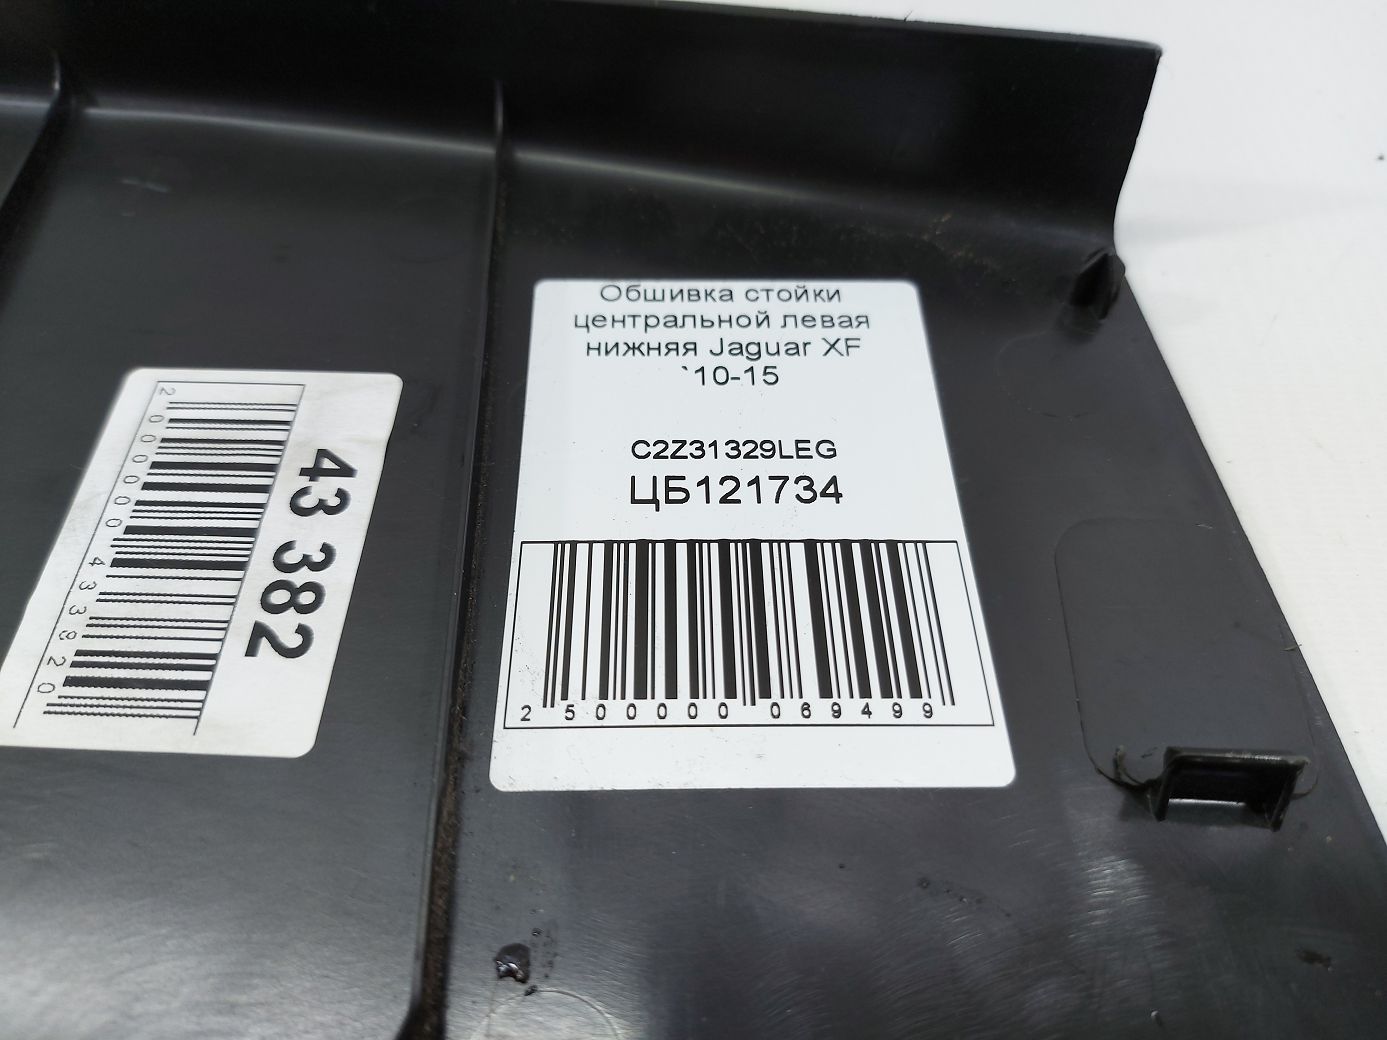 Обшивка стойки
центральной левая
нижняя Jaguar XF
`10-15
C2Z31329LEG
ЦБ121734
2 500000 069499
43 382
2 000000 433820